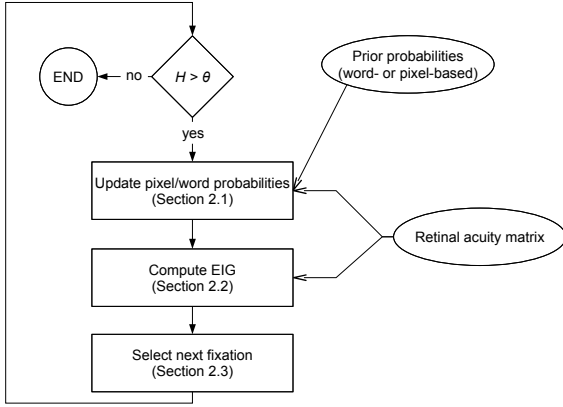 Prior probabilities
(word- or pixel-based)
END
no
H > θ
yes
Update pixel/word probabilities
(Section 2.1)
Retinal acuity matrix
Compute EIG
(Section 2.2)
Select next fixation
(Section 2.3)